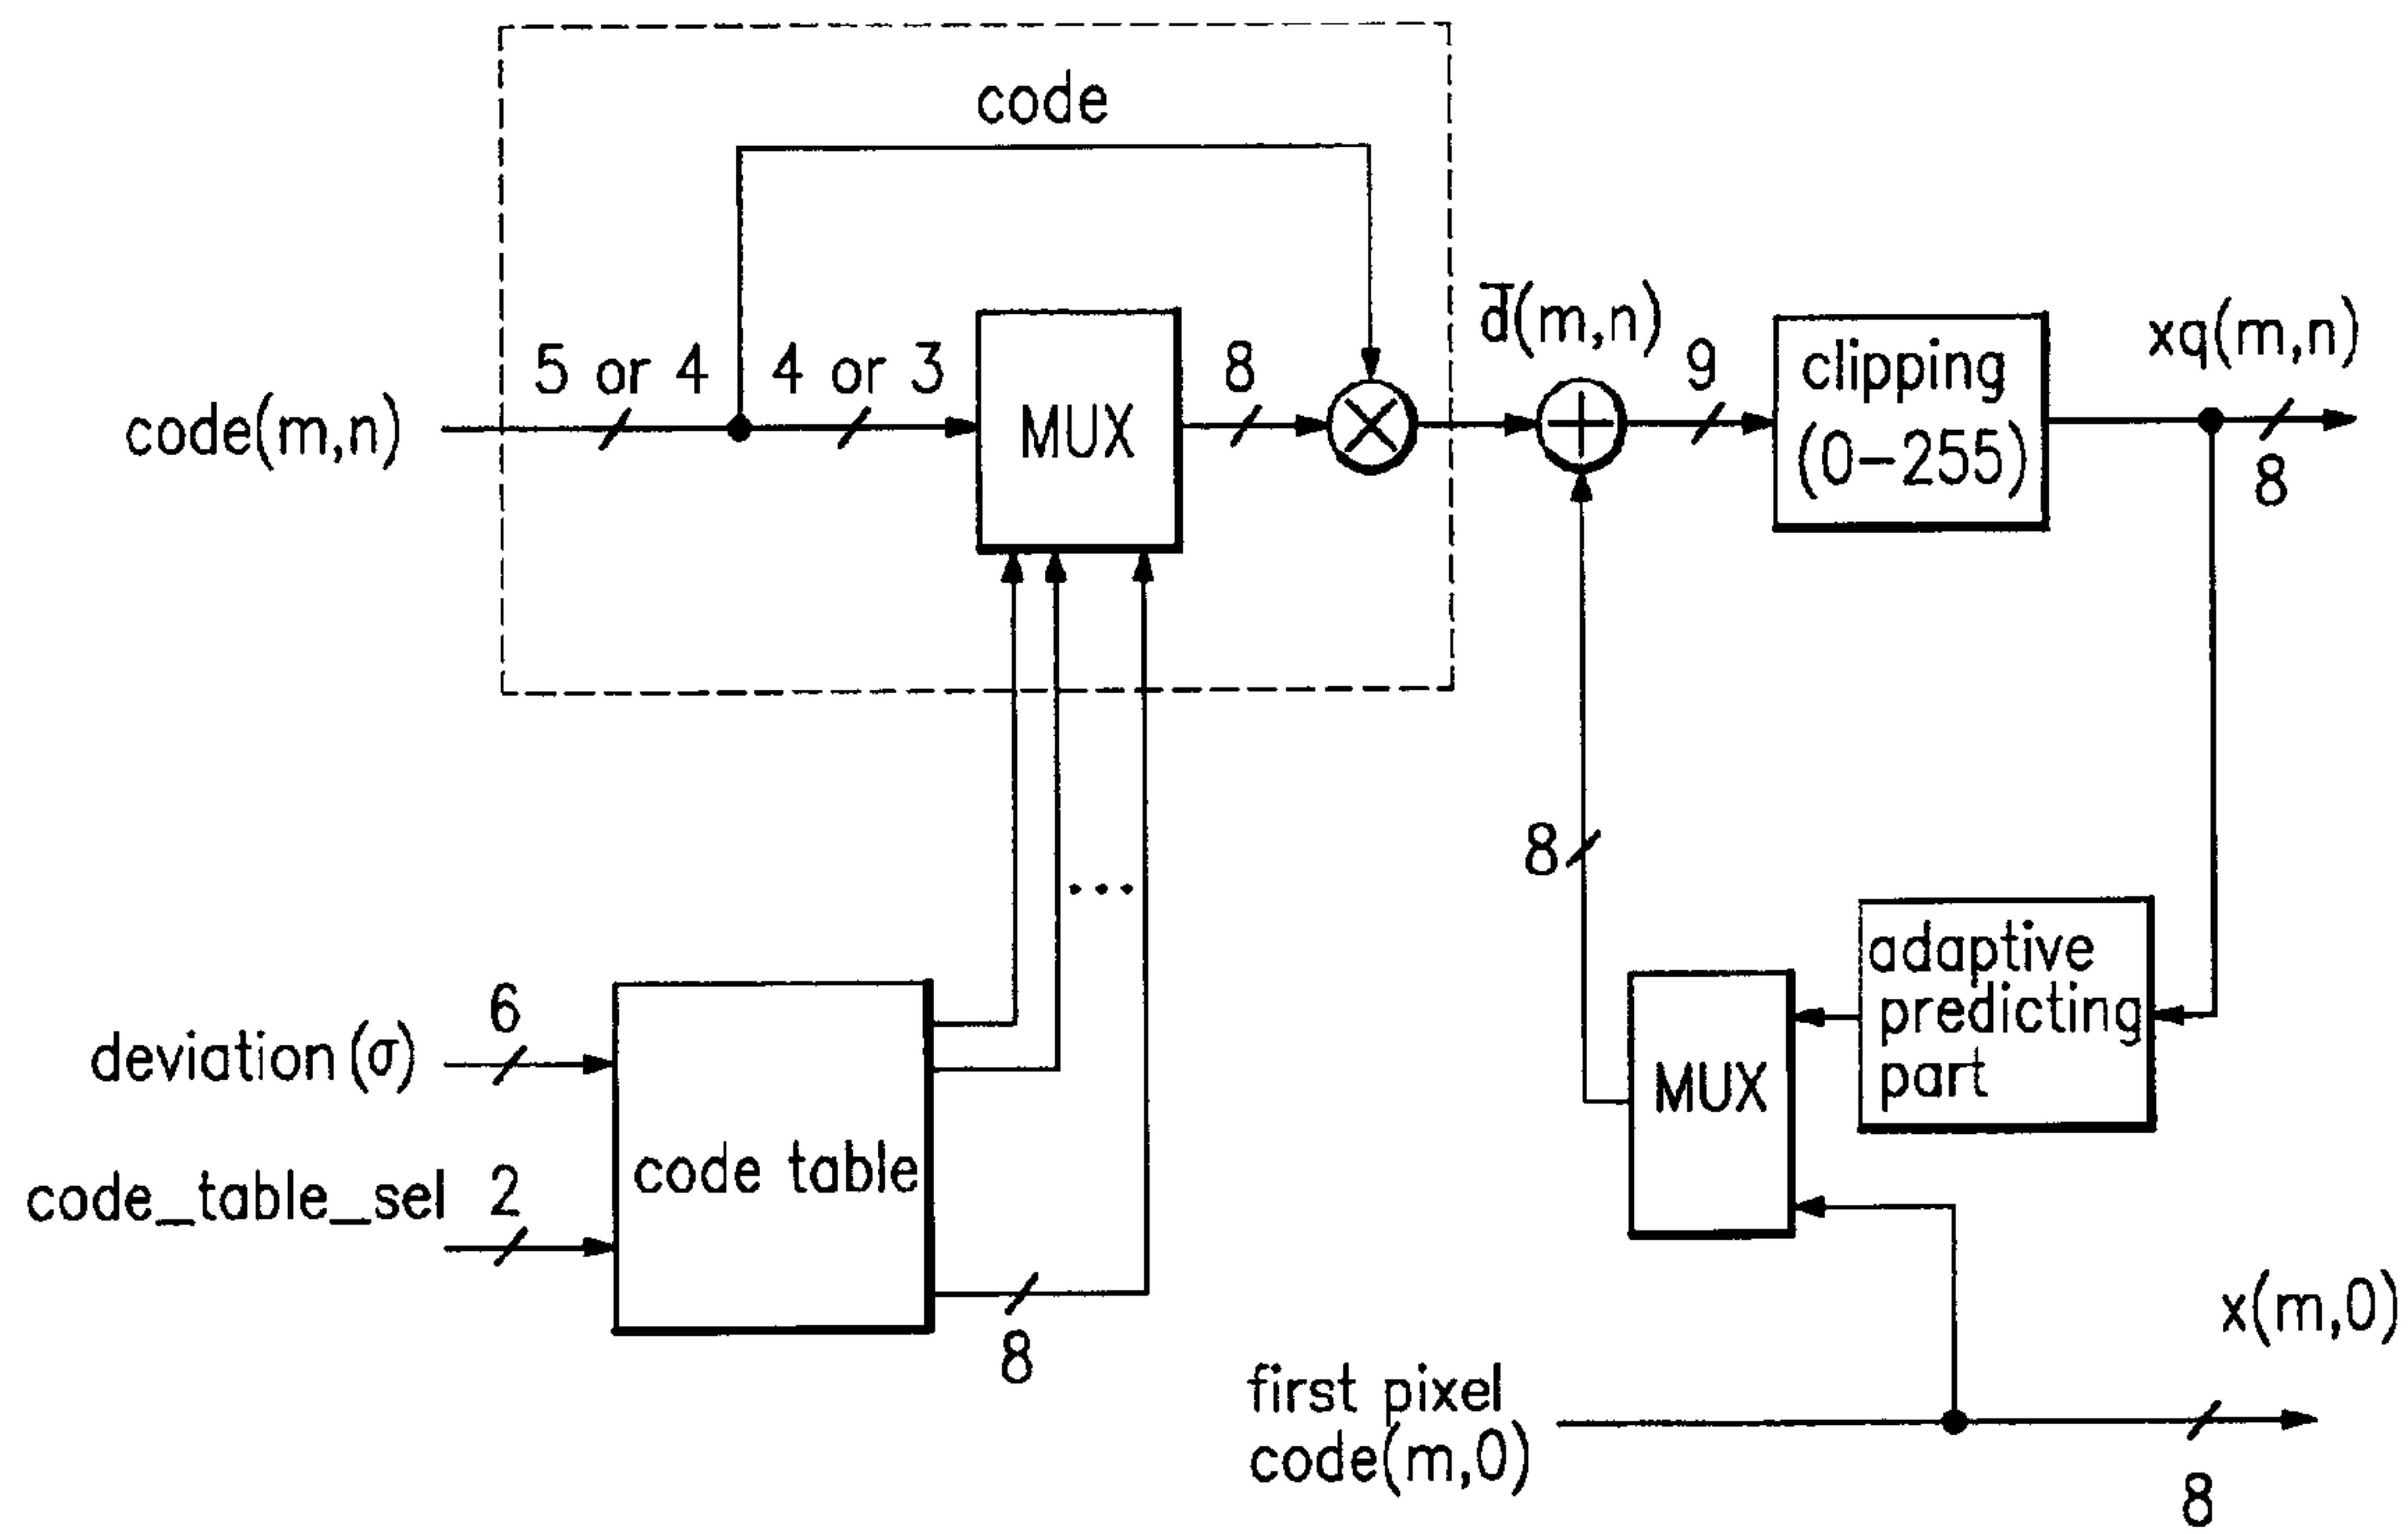 code
5 or 4
4 or 3
code(m,n)
MUX
8
d̅(m,n)
9
clipping
(0-255)
xq(m,n)
8
8
deviation(σ)
6
code_table_sel
2
code table
8
adaptive
predicting
part
MUX
first pixel
code(m,0)
x(m,0)
8